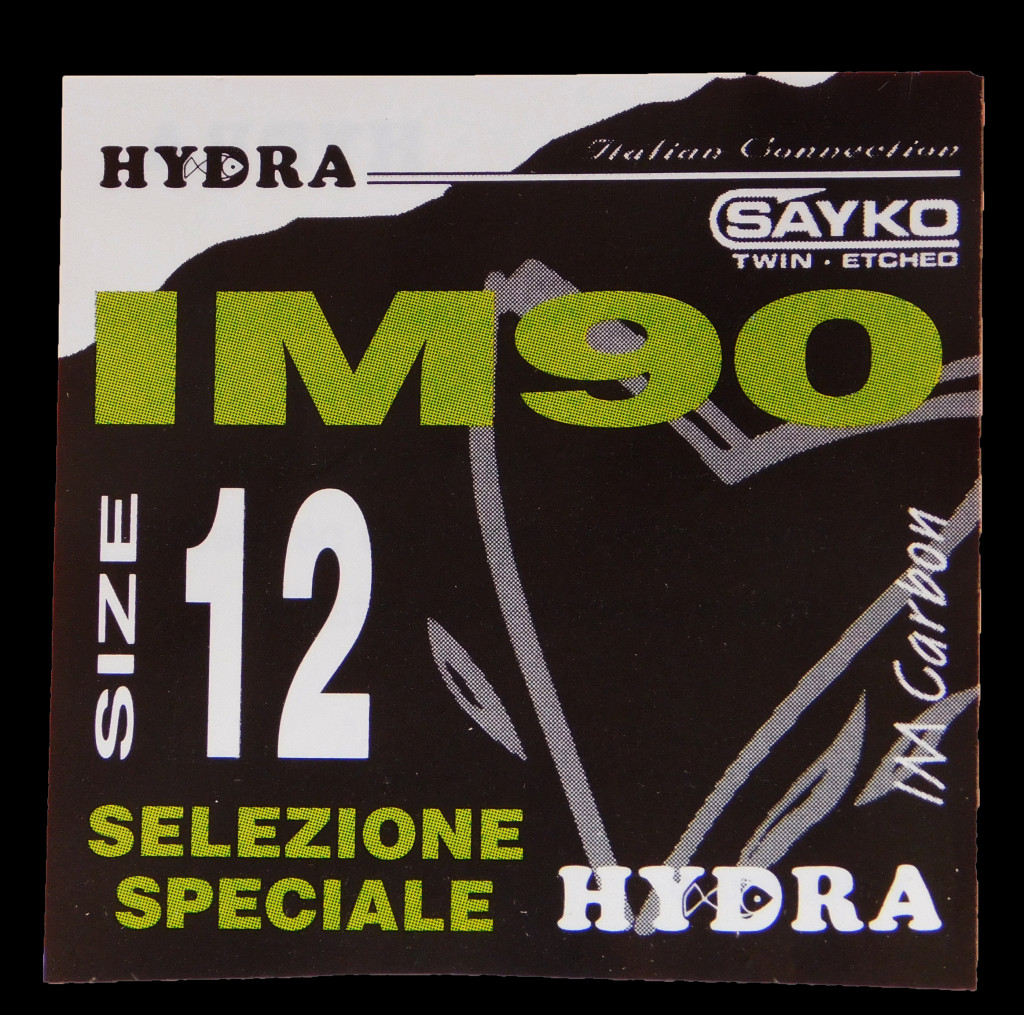 HYDRA
Italian Connection
SAYKO
TWIN · ETCHED
IM90
SIZE 12
IM Carbon
SELEZIONE
SPECIALE
HYDRA